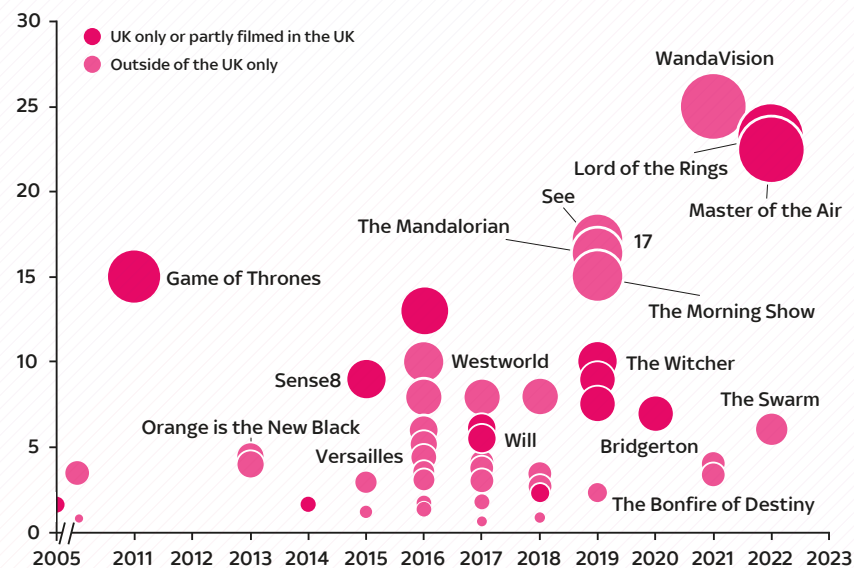 30
UK only or partly filmed in the UK
Outside of the UK only
WandaVision
25
Lord of the Rings
20
See
Master of the Air
The Mandalorian
17
15
Game of Thrones
The Morning Show
10
Westworld
The Witcher
Sense8
The Swarm
Orange is the New Black
5
Versailles
Will
Bridgerton
The Bonfire of Destiny
0
2005 2011 2012 2013 2014 2015 2016 2017 2018 2019 2020 2021 2022 2023